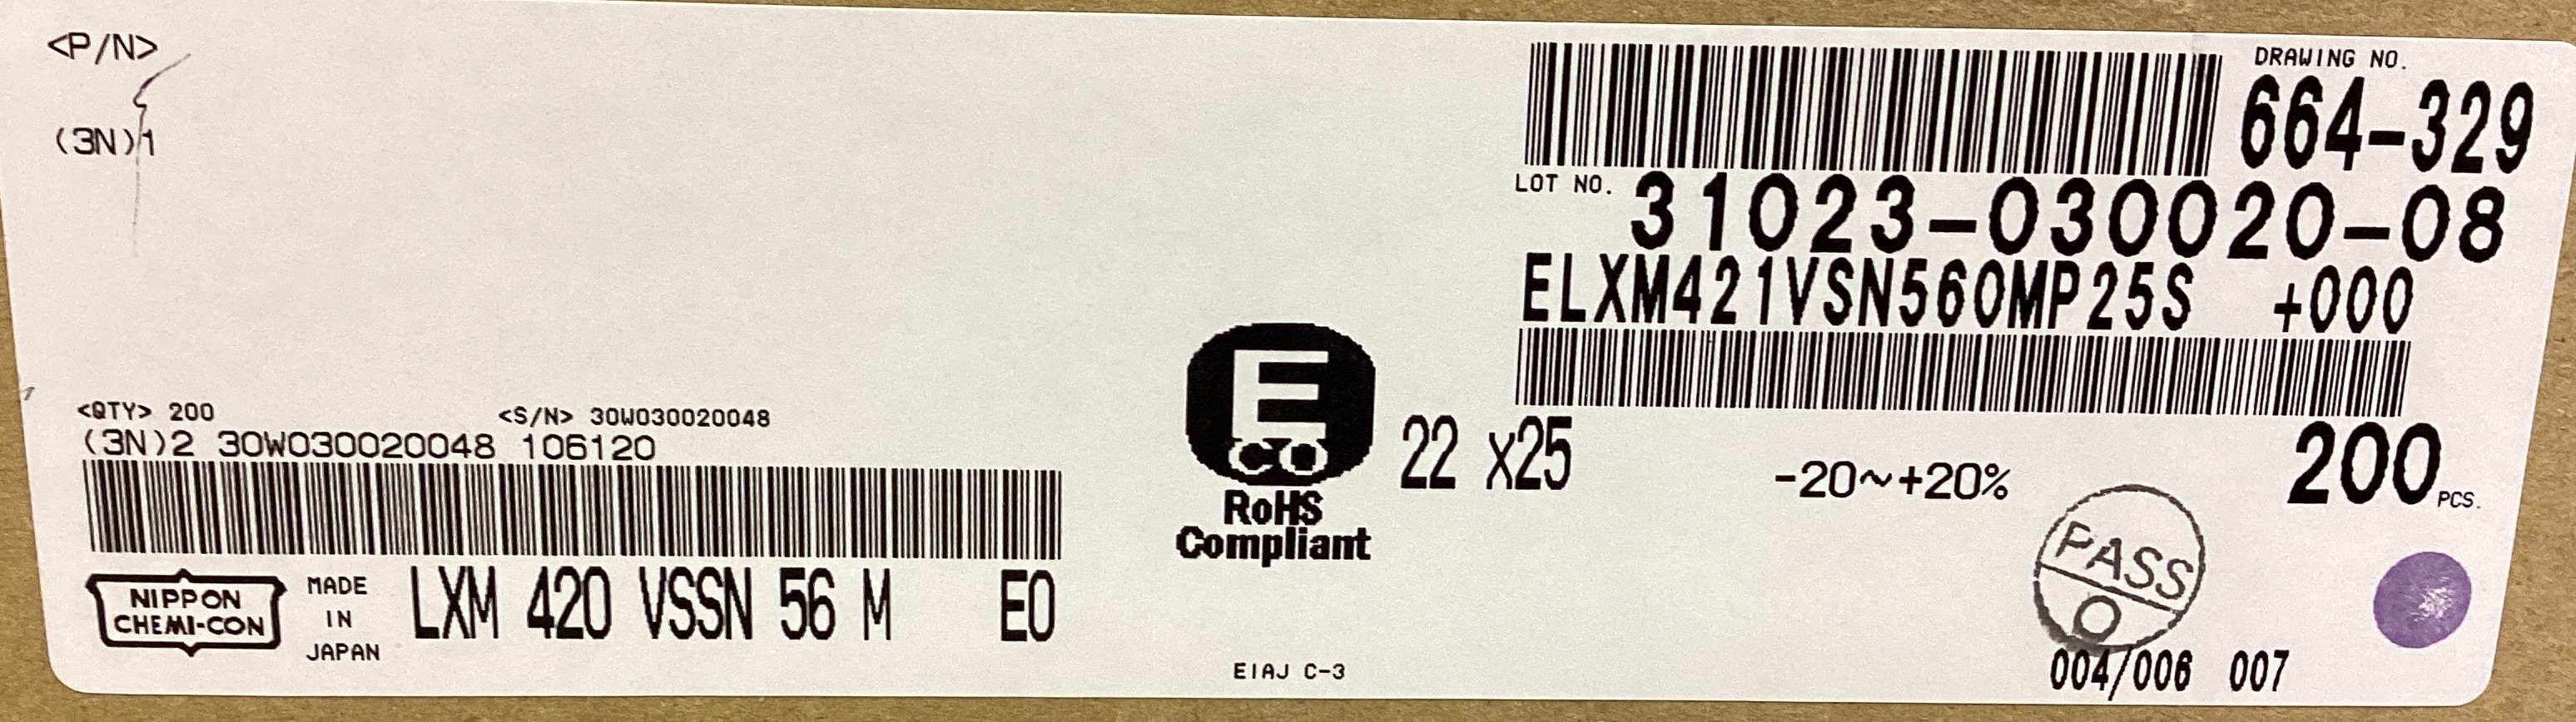 <P/N>
(3N)1
DRAWING NO.
664-329
LOT NO. 31023-030020-08
ELXM421VSN560MP25S +000
<QTY> 200 <S/N> 30W030020048
(3N)2 30W030020048 106120
E
CO
RoHS
Compliant
22 x25 -20~+20% 200 PCS.
PASS
0
NIPPON
CHEMI-CON
MADE
IN
JAPAN
LXM 420 VSSN 56 M E0
EIAJ C-3
004/006 007